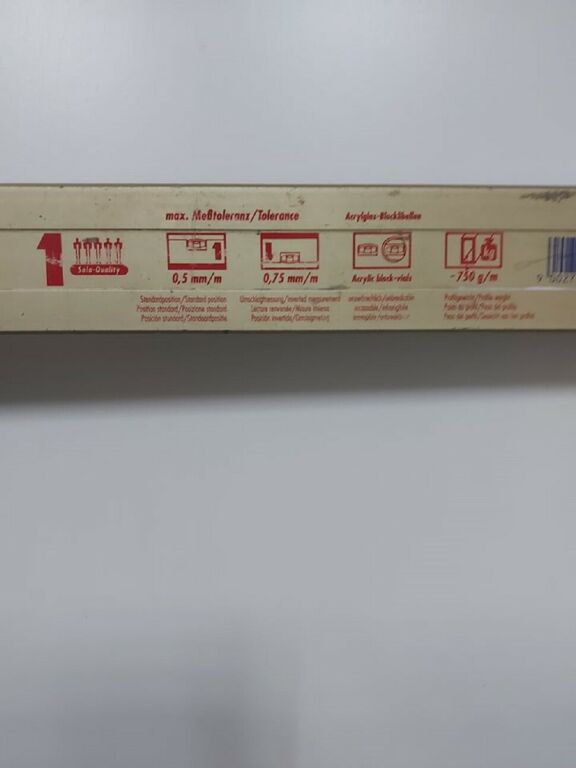 max. Meßtoleranz/Tolerance
Acrylglas-Blocklibellen
1
Sola-Quality
1
0,5 mm/m
0,75 mm/m
Acrylic block-vials
~750 g/m
Standardposition/Standard position
Position standard/Posizione standard
Posición standard/Standaardpositie
Umschlagmessung/Inverted measurement
Lecture renversée/Misura inversa
Posición invertida/
Profilgewicht/Profile weight
Poids du profil/Peso del profilo
Peso del perfil/Gewicht van het profiel